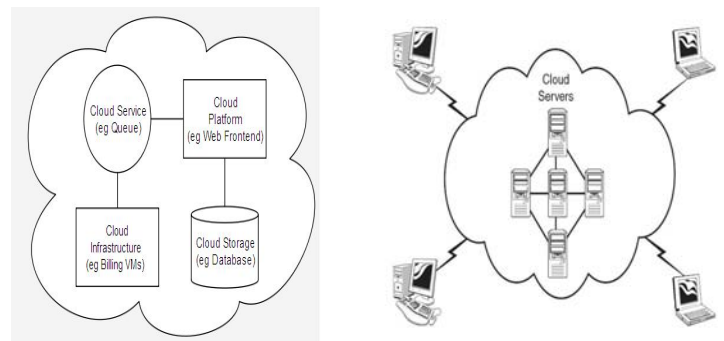 Cloud Service
(eg Queue)
Cloud
Platform
(eg Web Frontend)
Cloud
Infrastructure
(eg Billing VMs)
Cloud Storage
(eg Database)
Cloud
Servers